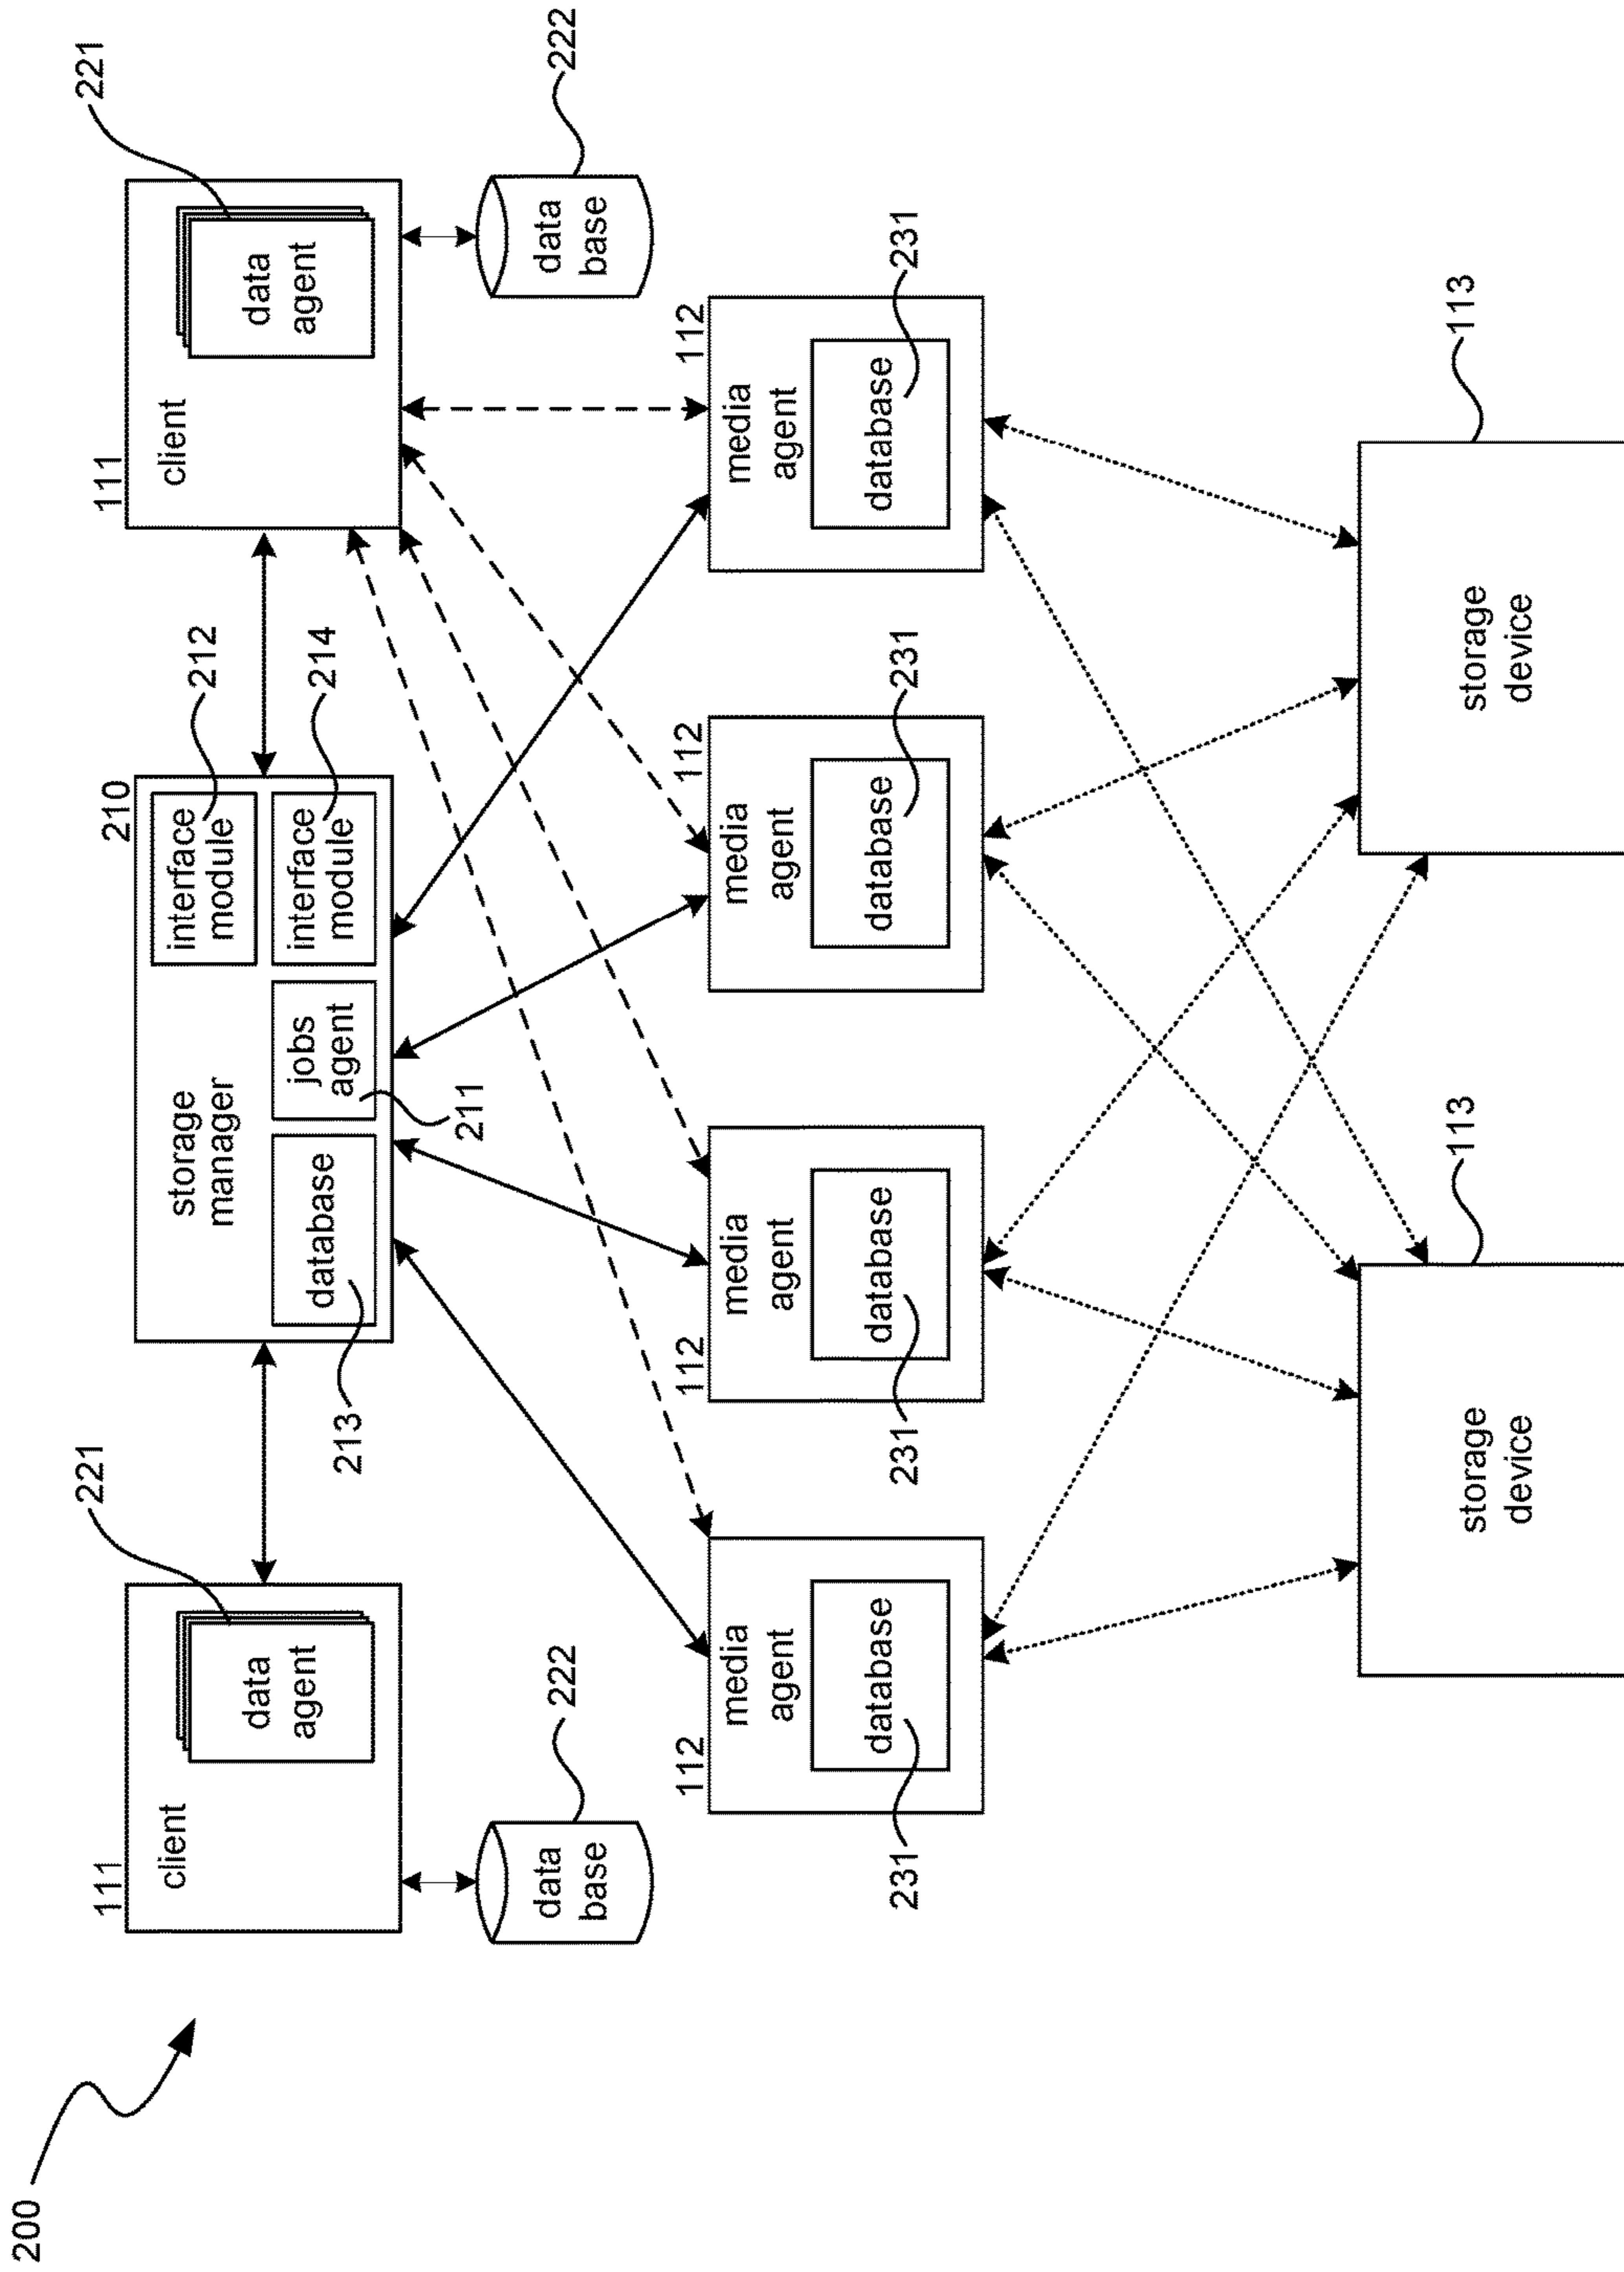 200
111
client
data
agent
221
data
base
222
210
storage
manager
database
213
jobs
agent
211
interface
module
212
interface
module
214
111
client
data
agent
221
data
base
222
112
media
agent
database
231
112
media
agent
database
231
112
media
agent
database
231
112
media
agent
database
231
storage
device
113
storage
device
113